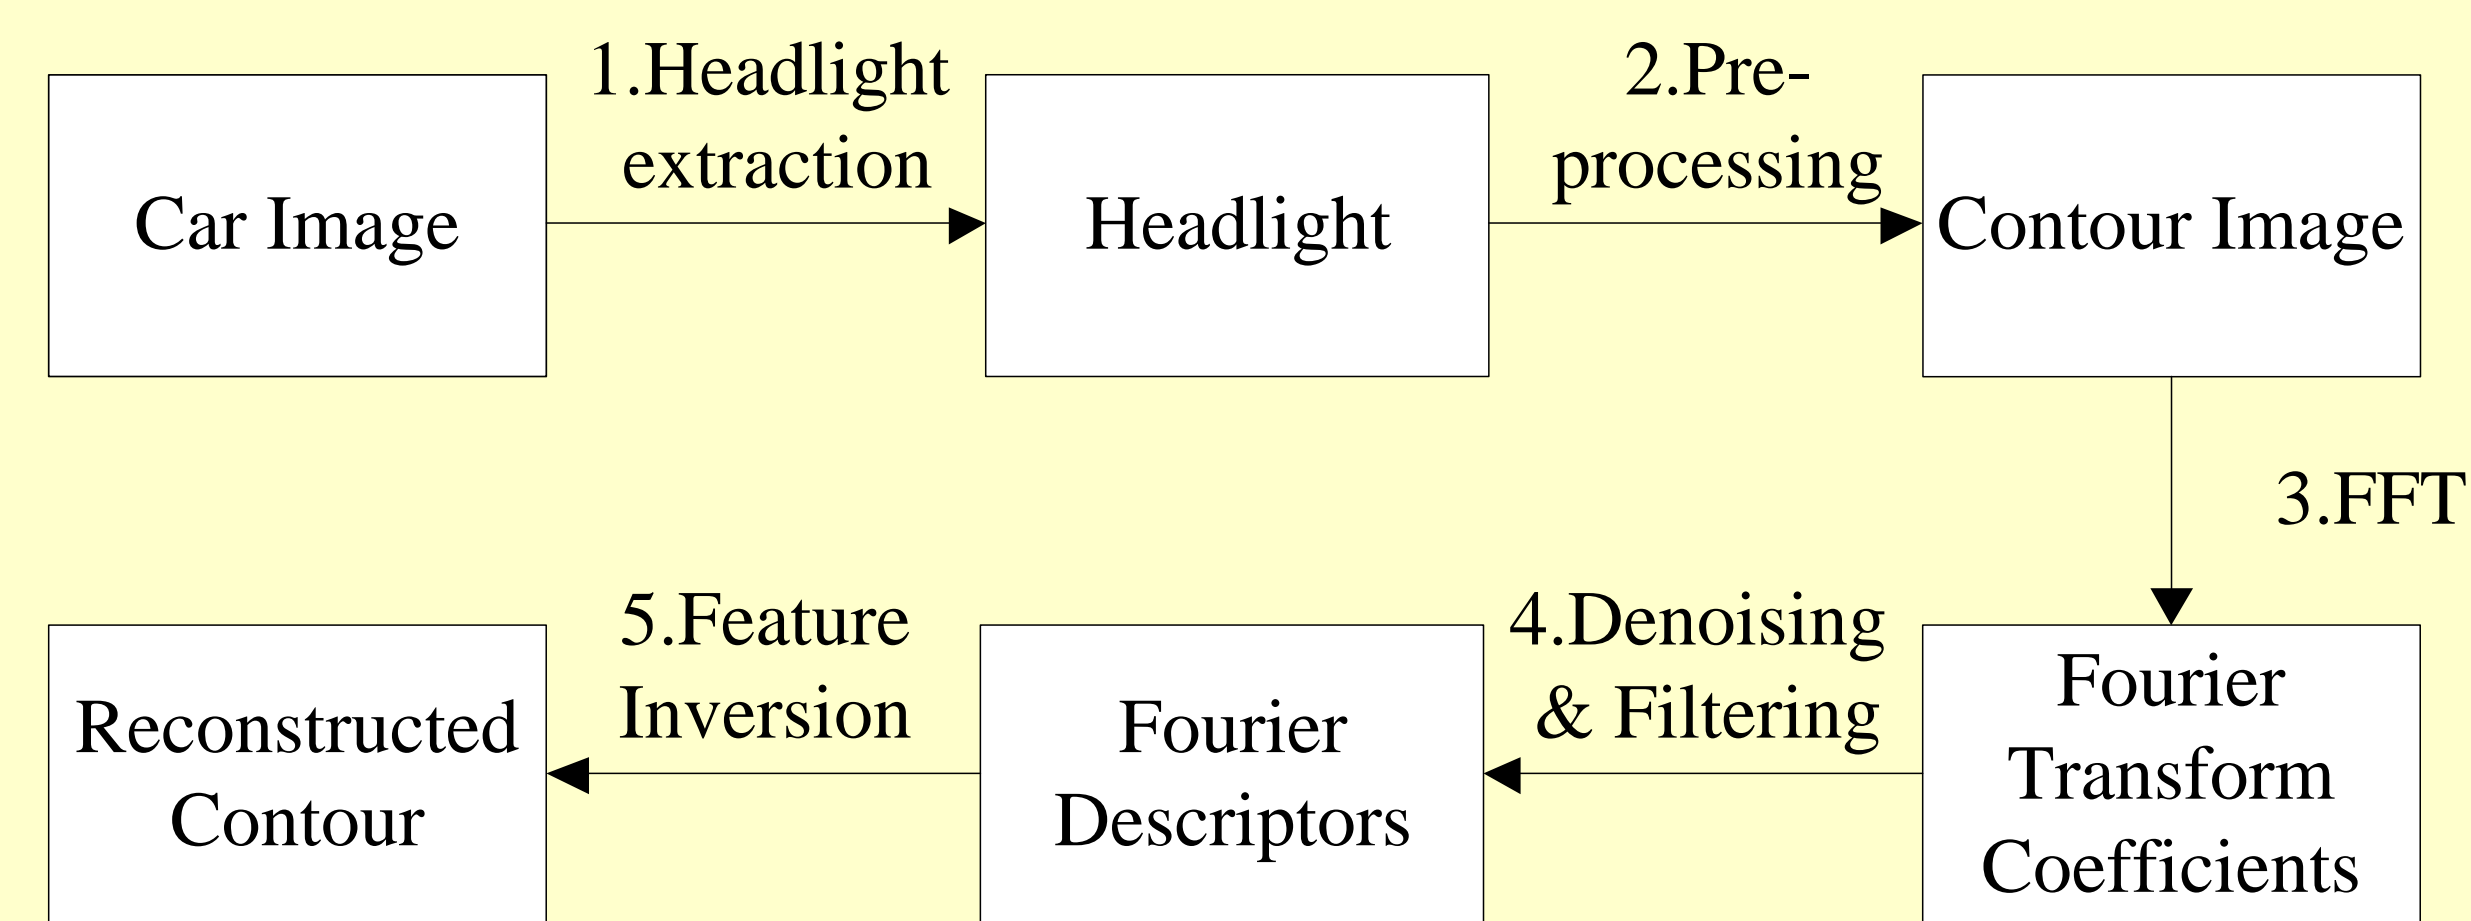 Car Image
1.Headlight
extraction
Headlight
2.Pre-
processing
Contour Image
3.FFT
Fourier
Transform
Coefficients
4.Denoising
& Filtering
Fourier
Descriptors
5.Feature
Inversion
Reconstructed
Contour